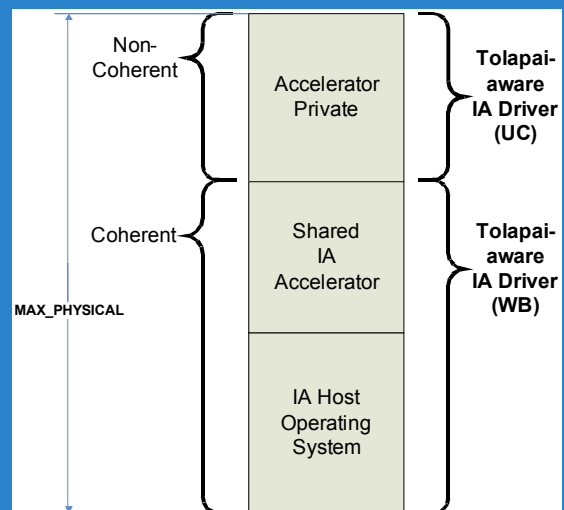 Non-
Coherent
Accelerator
Private
Tolapai-
aware
IA Driver
(UC)
Coherent
Shared
IA
Accelerator
Tolapai-
aware
IA Driver
(WB)
MAX_PHYSICAL
IA Host
Operating
System